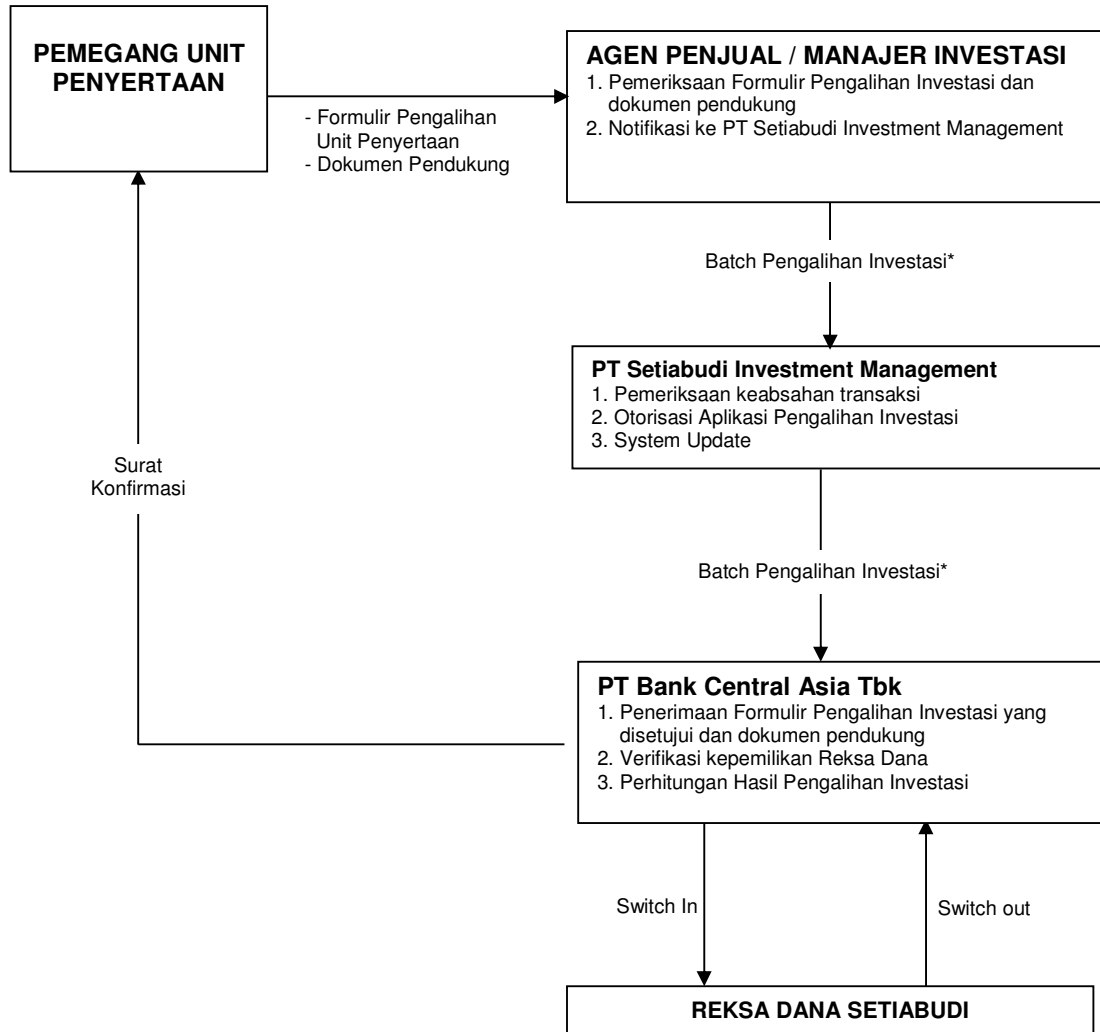 PEMEGANG UNIT
PENYERTAAN
AGEN PENJUAL / MANAJER INVESTASI
1. Pemeriksaan Formulir Pengalihan Investasi dan
dokumen pendukung
2. Notifikasi ke PT Setiabudi Investment Management
- Formulir Pengalihan
Unit Penyertaan
- Dokumen Pendukung
Batch Pengalihan Investasi*
PT Setiabudi Investment Management
1. Pemeriksaan keabsahan transaksi
2. Otorisasi Aplikasi Pengalihan Investasi
3. System Update
Surat
Konfirmasi
Batch Pengalihan Investasi*
PT Bank Central Asia Tbk
1. Penerimaan Formulir Pengalihan Investasi yang
disetujui dan dokumen pendukung
2. Verifikasi kepemilikan Reksa Dana
3. Perhitungan Hasil Pengalihan Investasi
Switch In
Switch out
REKSA DANA SETIABUDI